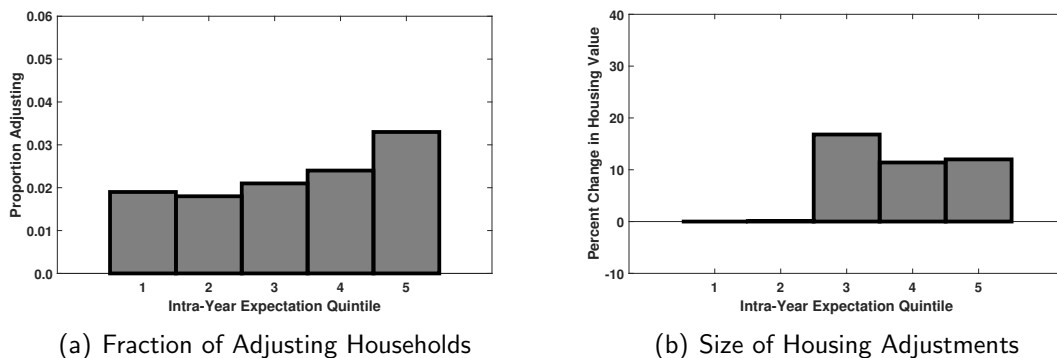 Proportion Adjusting
0.06
0.05
0.04
0.03
0.02
0.01
0.0
1 2 3 4 5
Intra-Year Expectation Quintile
(a) Fraction of Adjusting Households
Percent Change in Housing Value
40
30
20
10
0
-10
1 2 3 4 5
Intra-Year Expectation Quintile
(b) Size of Housing Adjustments